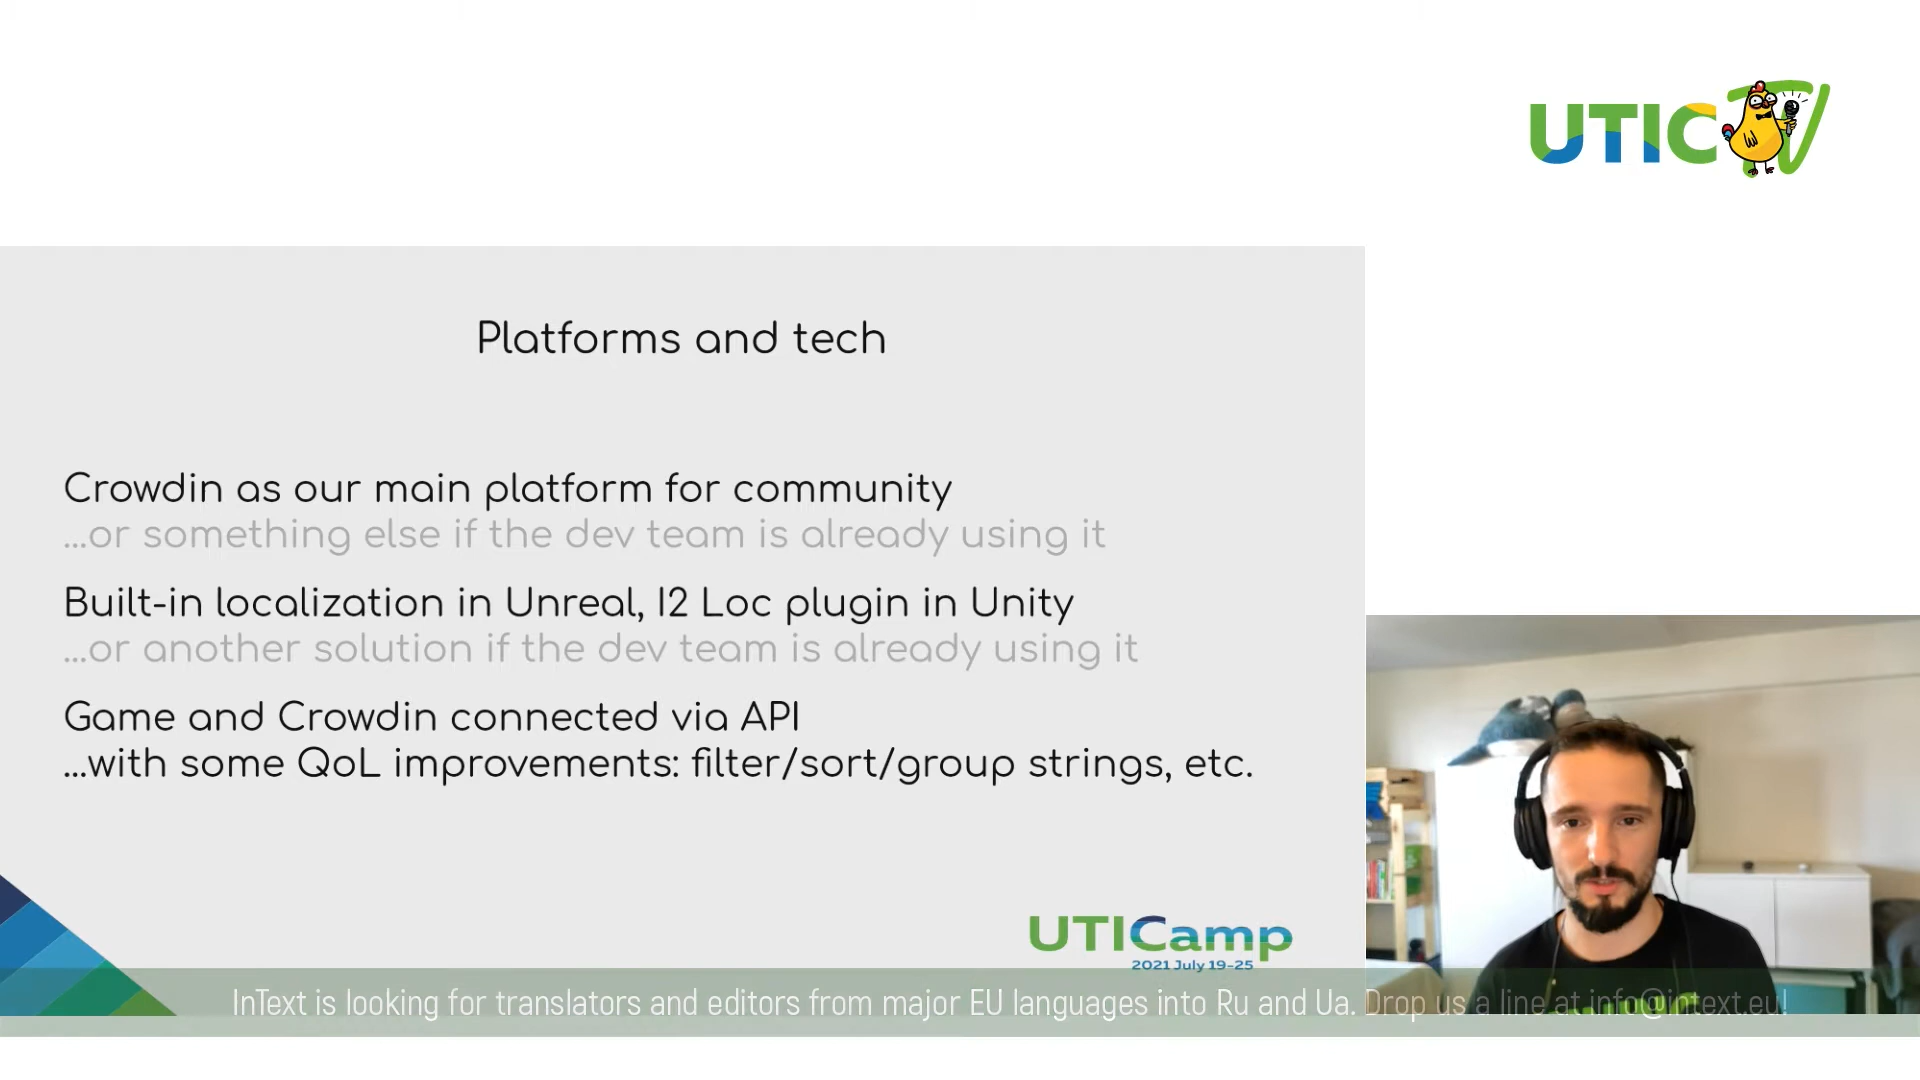 UTIC TV
Platforms and tech
Crowdin as our main platform for community
...or something else if the dev team is already using it
Built-in localization in Unreal, I2 Loc plugin in Unity
...or another solution if the dev team is already using it
Game and Crowdin connected via API
...with some QoL improvements: filter/sort/group strings, etc.
UTICamp
2021 July 19-25
InText is looking for translators and editors from major EU languages into Ru and Ua. Drop us a line at info@intext.eu!